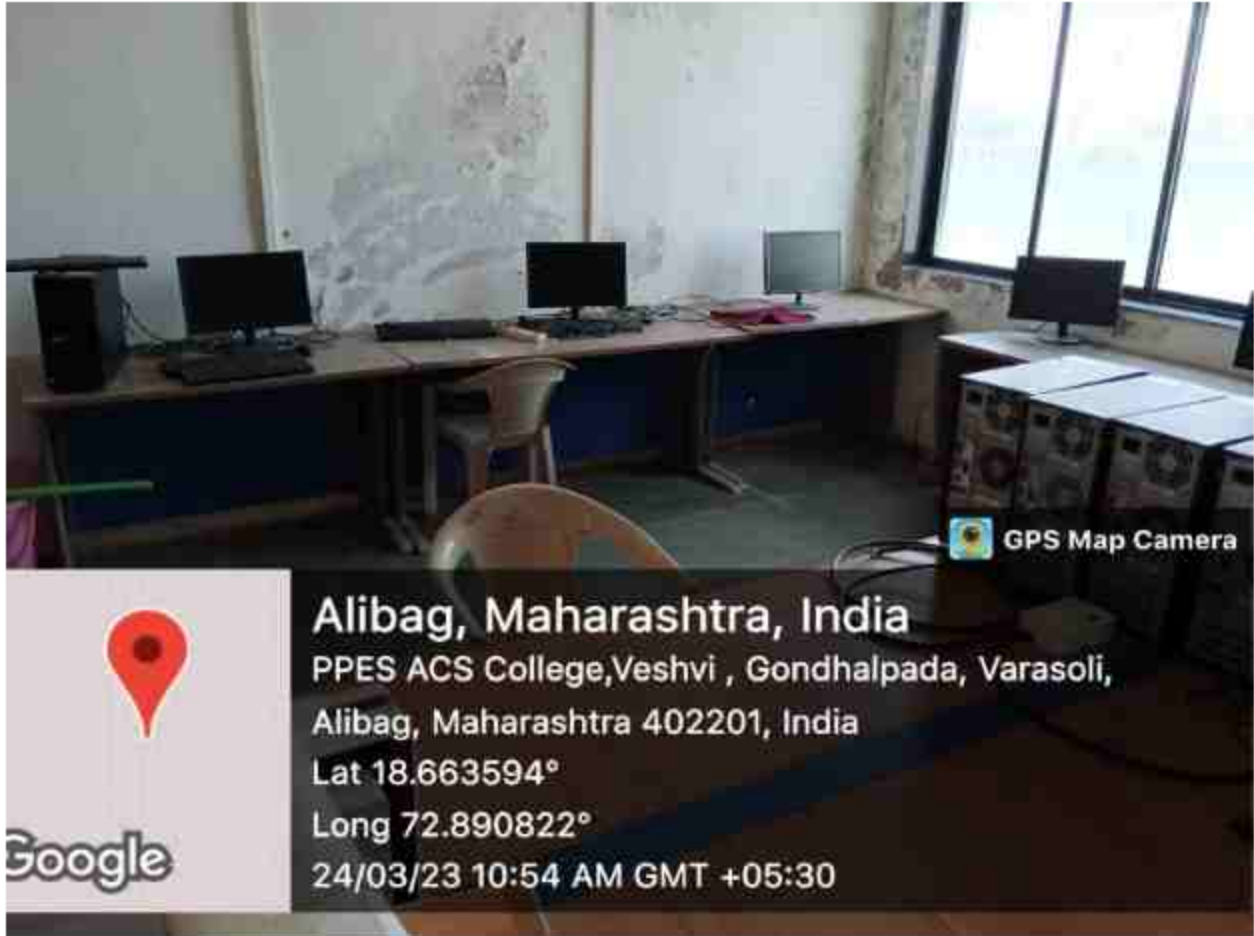 GPS Map Camera
Alibag, Maharashtra, India
PPES ACS College,Veshvi , Gondhalpada, Varasoli,
Alibag, Maharashtra 402201, India
Lat 18.663594°
Long 72.890822°
24/03/23 10:54 AM GMT +05:30
Google